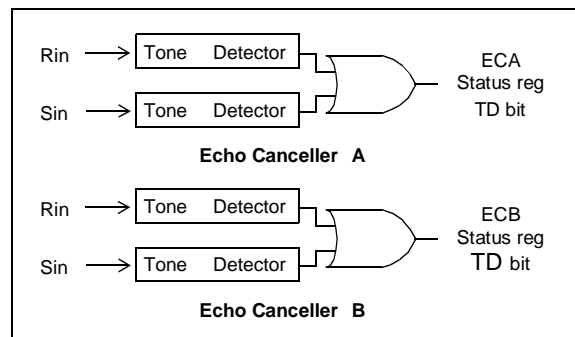 Rin
Tone Detector
ECA
Status reg
TD bit
Sin
Tone Detector
Echo Canceller A
Rin
Tone Detector
ECB
Status reg
TD bit
Sin
Tone Detector
Echo Canceller B